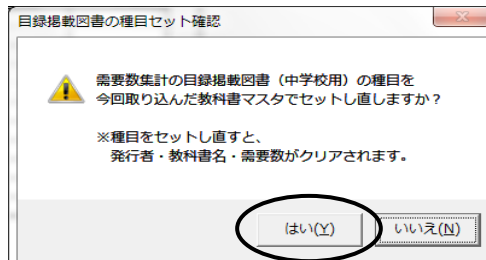 目録掲載図書の種目セット確認
需要数集計の目録掲載図書（中学校用）の種目を
今回取り込んだ教科書マスタでセットし直しますか？
※種目をセットし直すと、
発行者・教科書名・需要数がクリアされます。
はい(Y)
いいえ(N)